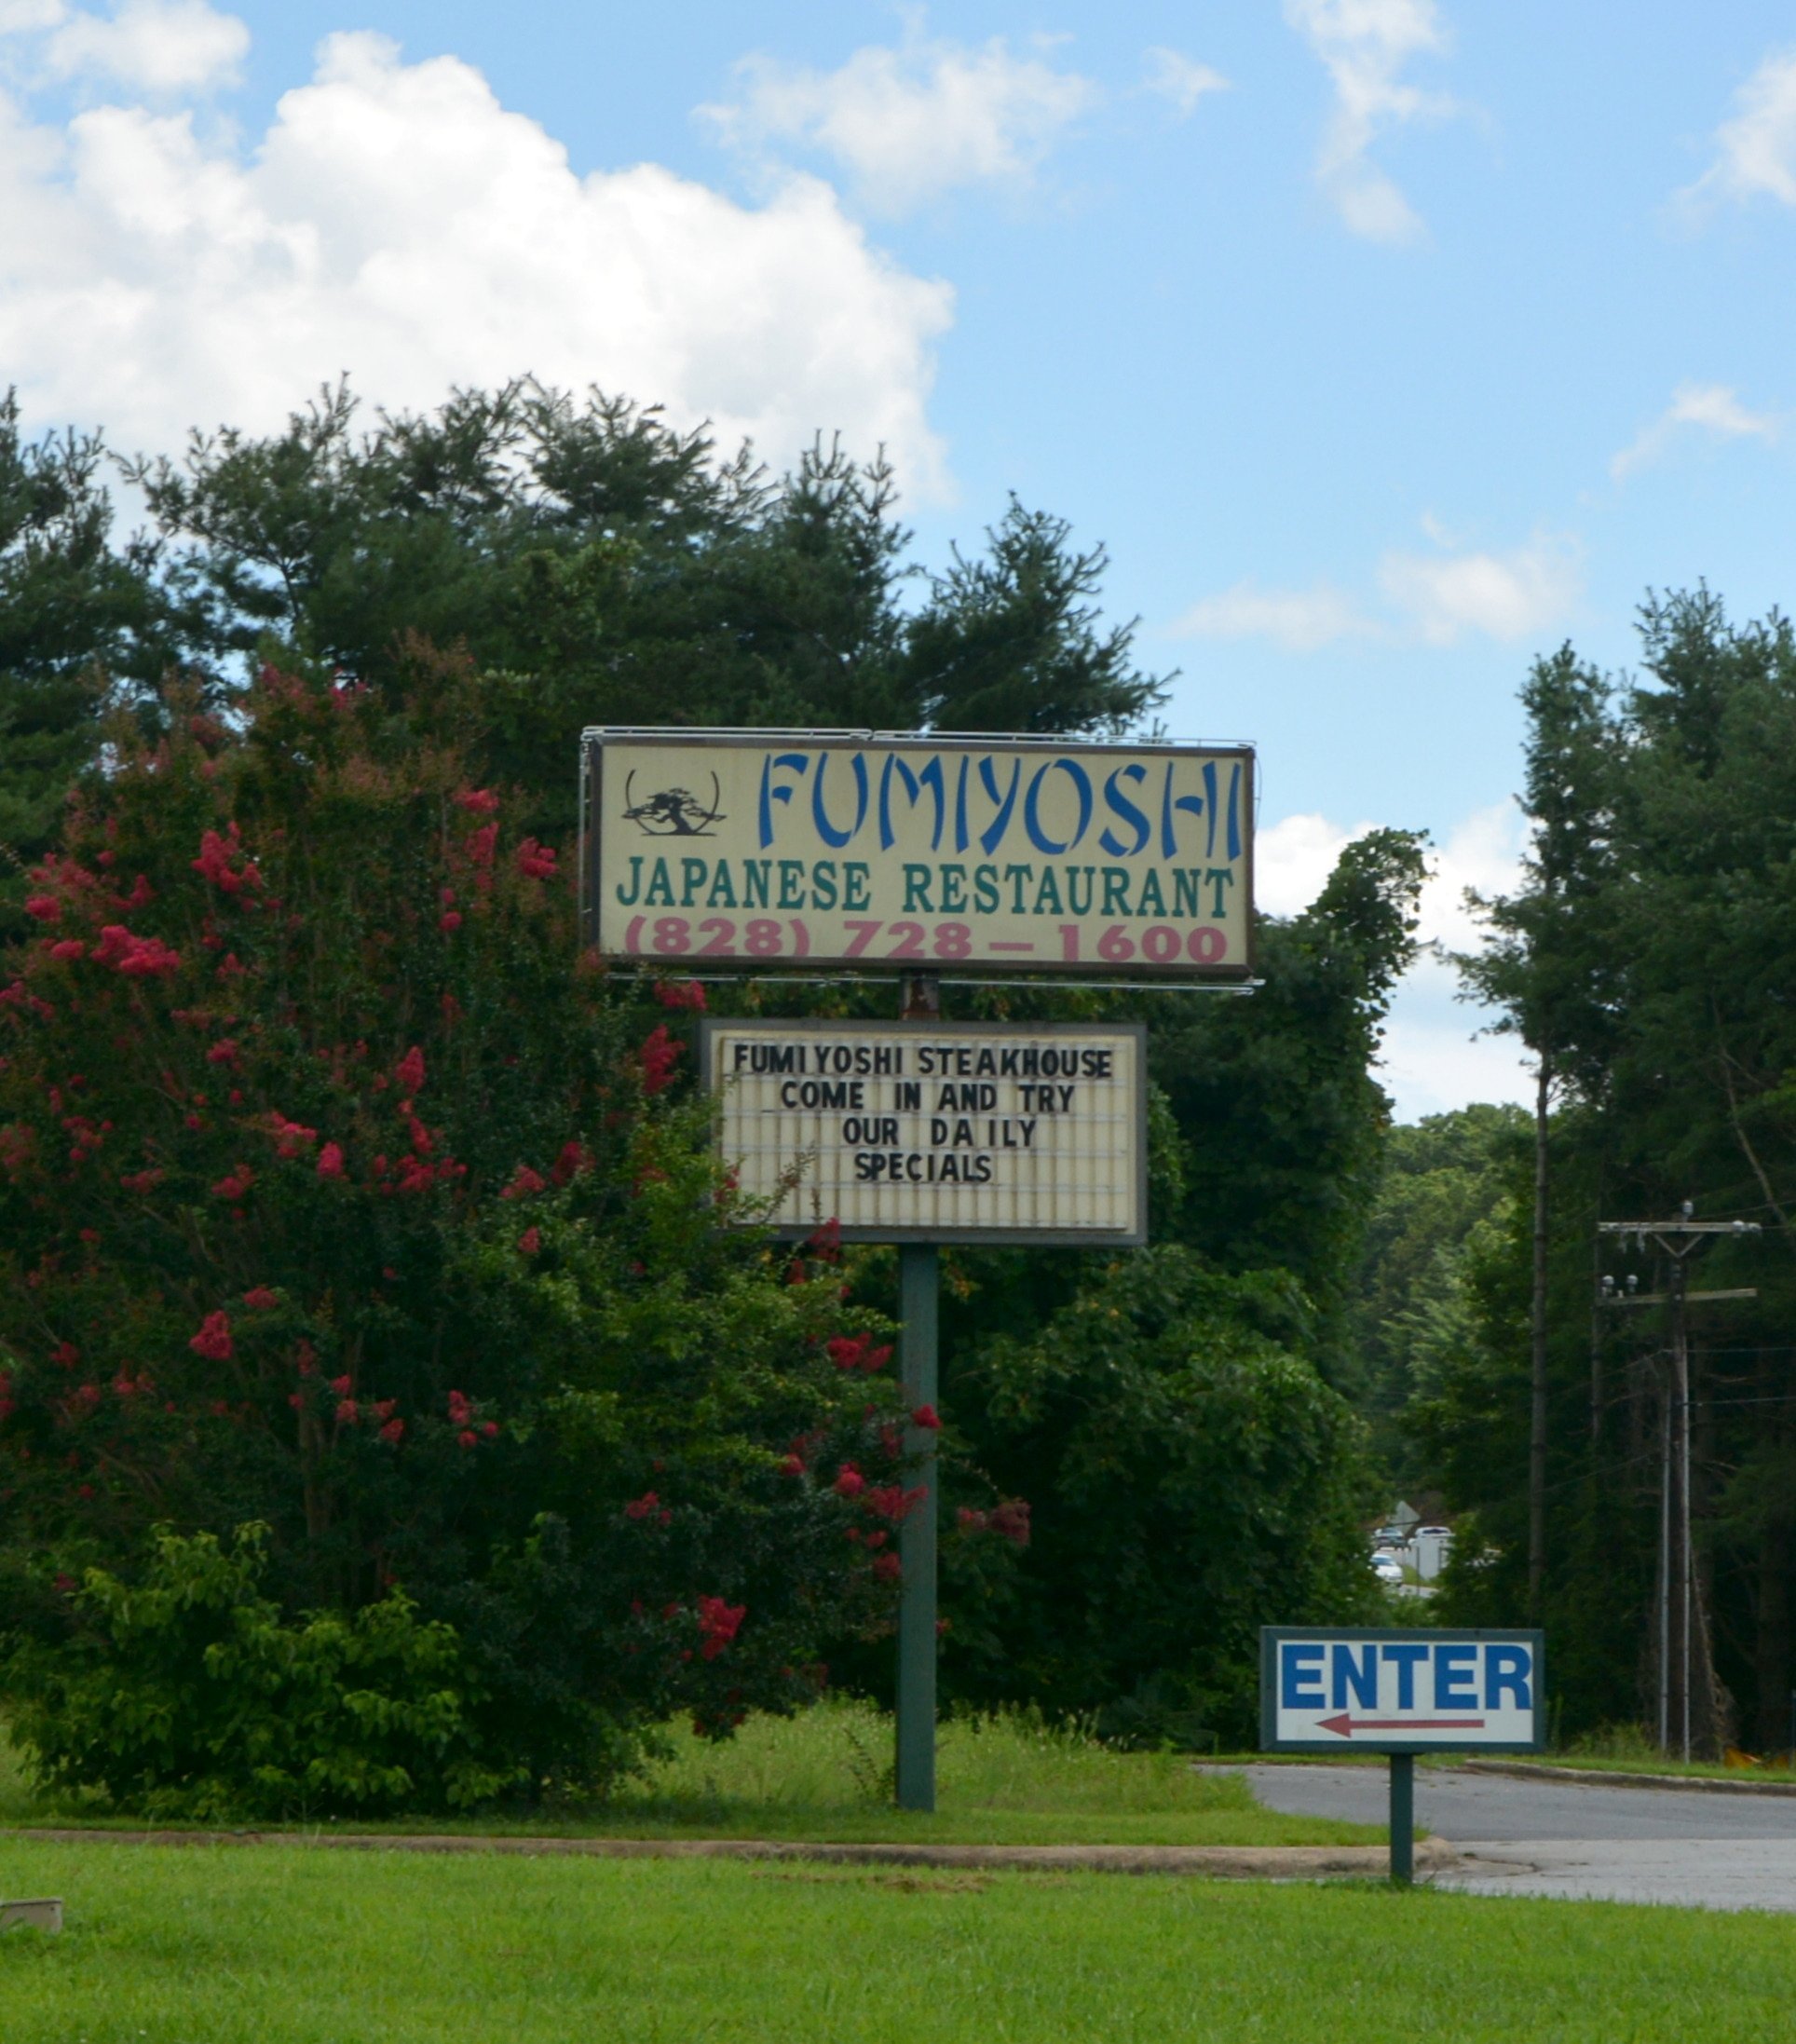 FUMIYOSHI
JAPANESE RESTAURANT
(828) 728-1600
FUMIYOSHI STEAKHOUSE
COME IN AND TRY
OUR DAILY
SPECIALS
ENTER